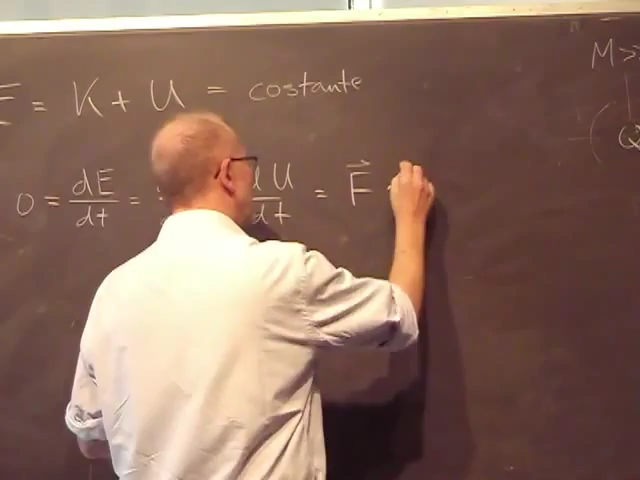 E = K + U = costante
M >>
0 = dE/dt = dU/dt = F⃗
Q